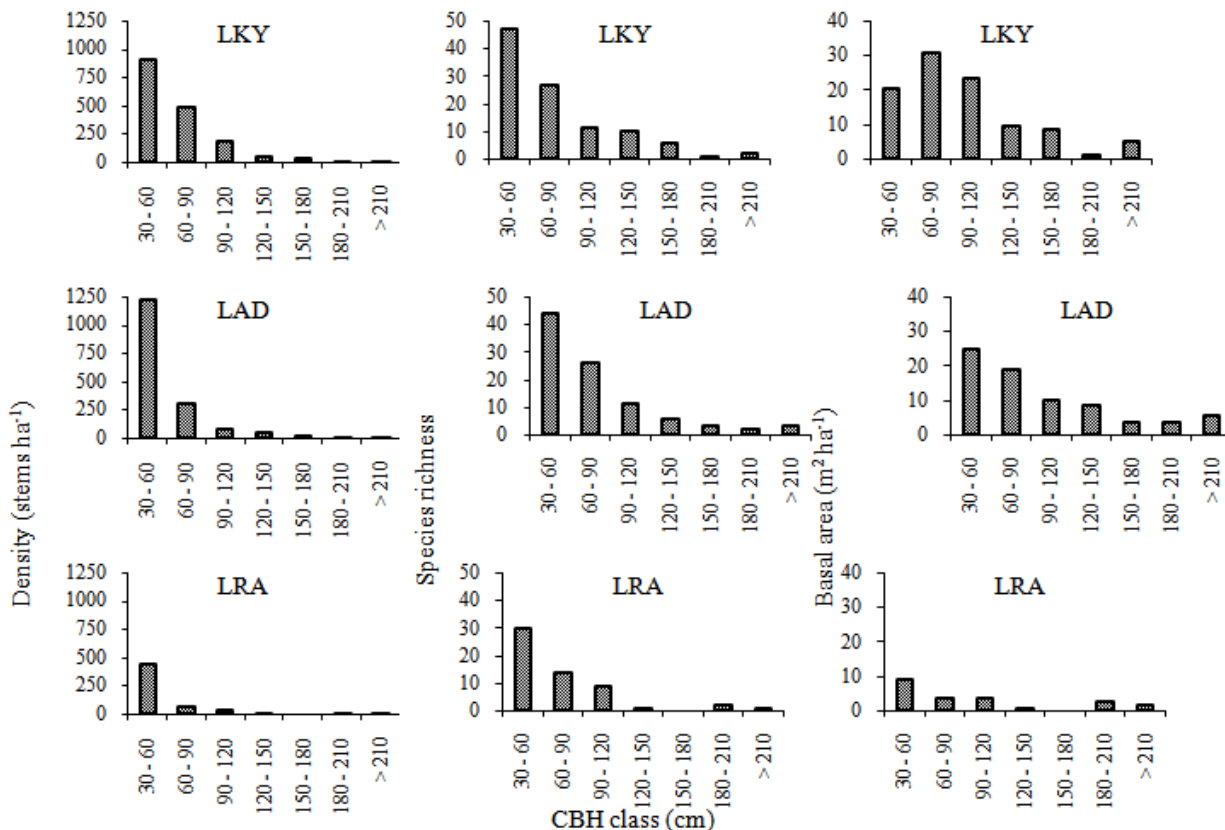 LKY
1250
1000
750
500
250
0
30 - 60
60 - 90
90 - 120
120 - 150
150 - 180
180 - 210
> 210
LKY
50
40
30
20
10
0
30 - 60
60 - 90
90 - 120
120 - 150
150 - 180
180 - 210
> 210
LKY
40
30
20
10
0
30 - 60
60 - 90
90 - 120
120 - 150
150 - 180
180 - 210
> 210
LAD
1250
1000
750
500
250
0
30 - 60
60 - 90
90 - 120
120 - 150
150 - 180
180 - 210
> 210
LAD
50
40
30
20
10
0
30 - 60
60 - 90
90 - 120
120 - 150
150 - 180
180 - 210
> 210
LAD
40
30
20
10
0
30 - 60
60 - 90
90 - 120
120 - 150
150 - 180
180 - 210
> 210
Density (stems ha⁻¹)
Species richness
Basal area (m² ha⁻¹)
LRA
1250
1000
750
500
250
0
30 - 60
60 - 90
90 - 120
120 - 150
150 - 180
180 - 210
> 210
LRA
50
40
30
20
10
0
30 - 60
60 - 90
90 - 120
120 - 150
150 - 180
180 - 210
> 210
LRA
40
30
20
10
0
30 - 60
60 - 90
90 - 120
120 - 150
150 - 180
180 - 210
> 210
CBH class (cm)